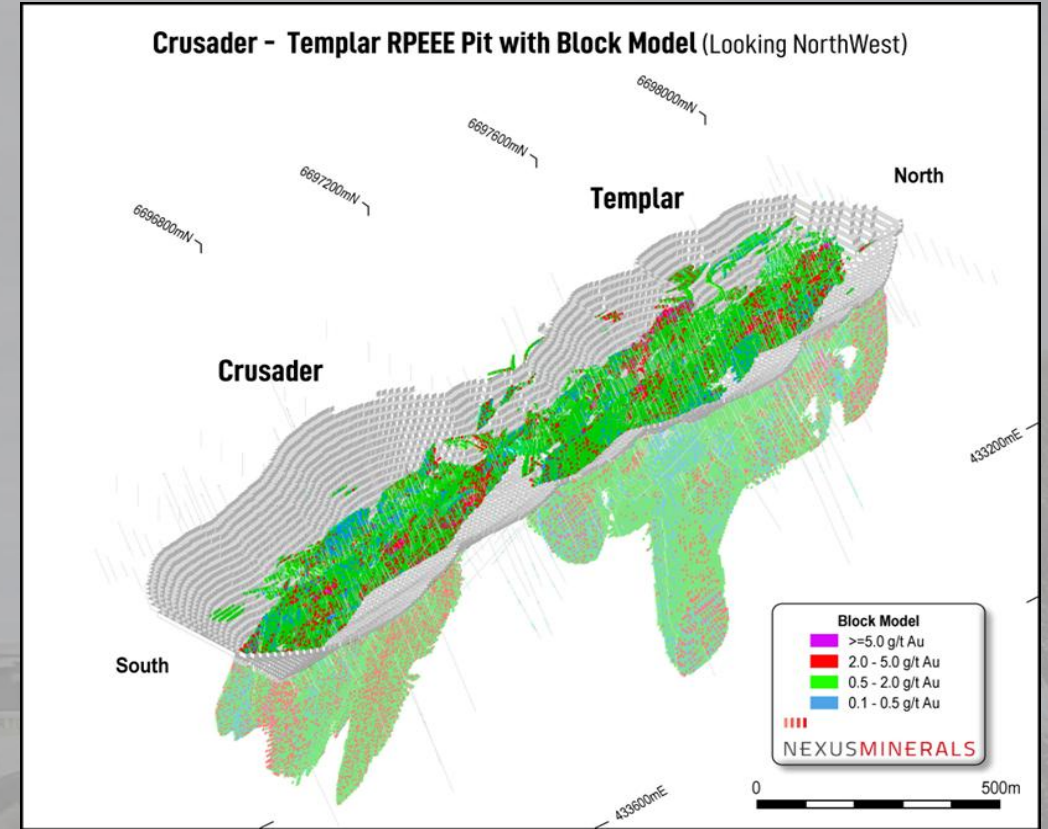 Crusader - Templar RPEEE Pit with Block Model (Looking NorthWest)
6698000mN
6697600mN
6697200mN
6696800mN
North
Templar
Crusader
433200mE
South
Block Model
>=5.0 g/t Au
2.0 - 5.0 g/t Au
0.5 - 2.0 g/t Au
0.1 - 0.5 g/t Au
NEXUSMINERALS
0 500m
433600mE